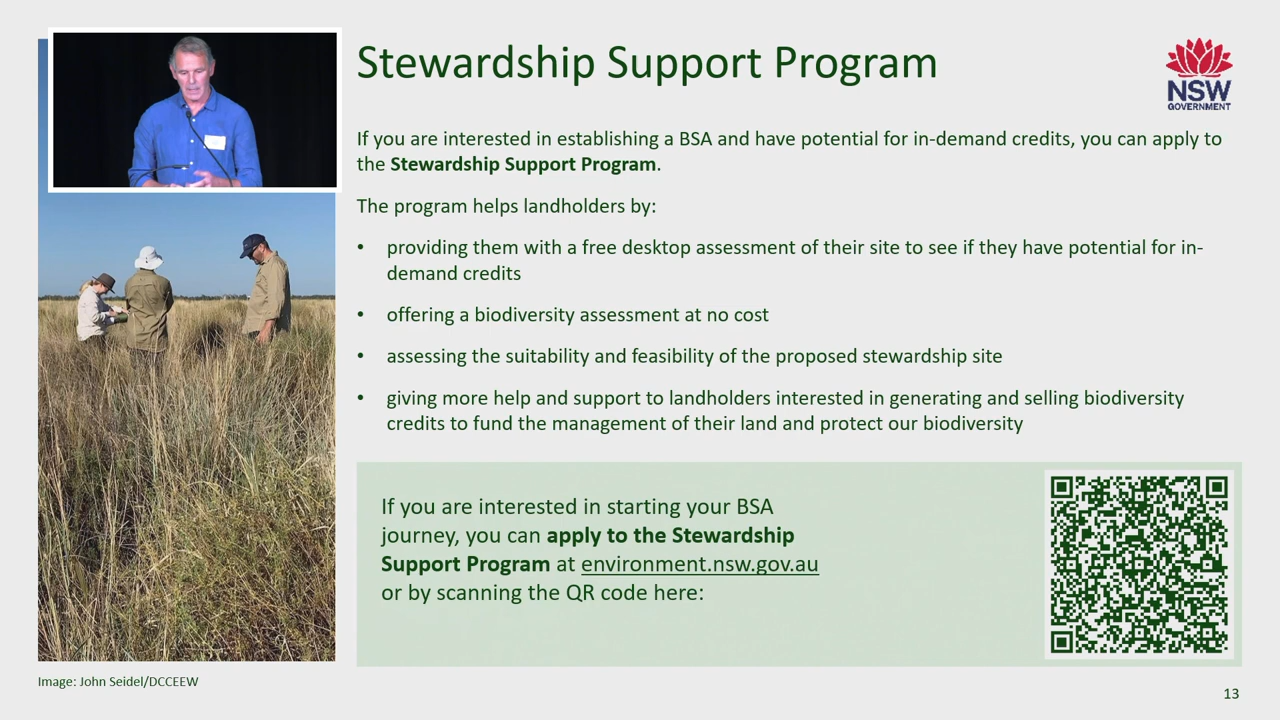 Stewardship Support Program
NSW
GOVERNMENT
If you are interested in establishing a BSA and have potential for in-demand credits, you can apply to
the Stewardship Support Program.
The program helps landholders by:
• providing them with a free desktop assessment of their site to see if they have potential for in-
demand credits
• offering a biodiversity assessment at no cost
• assessing the suitability and feasibility of the proposed stewardship site
• giving more help and support to landholders interested in generating and selling biodiversity
credits to fund the management of their land and protect our biodiversity
If you are interested in starting your BSA
journey, you can apply to the Stewardship
Support Program at environment.nsw.gov.au
or by scanning the QR code here:
Image: John Seidel/DCCEEW
13